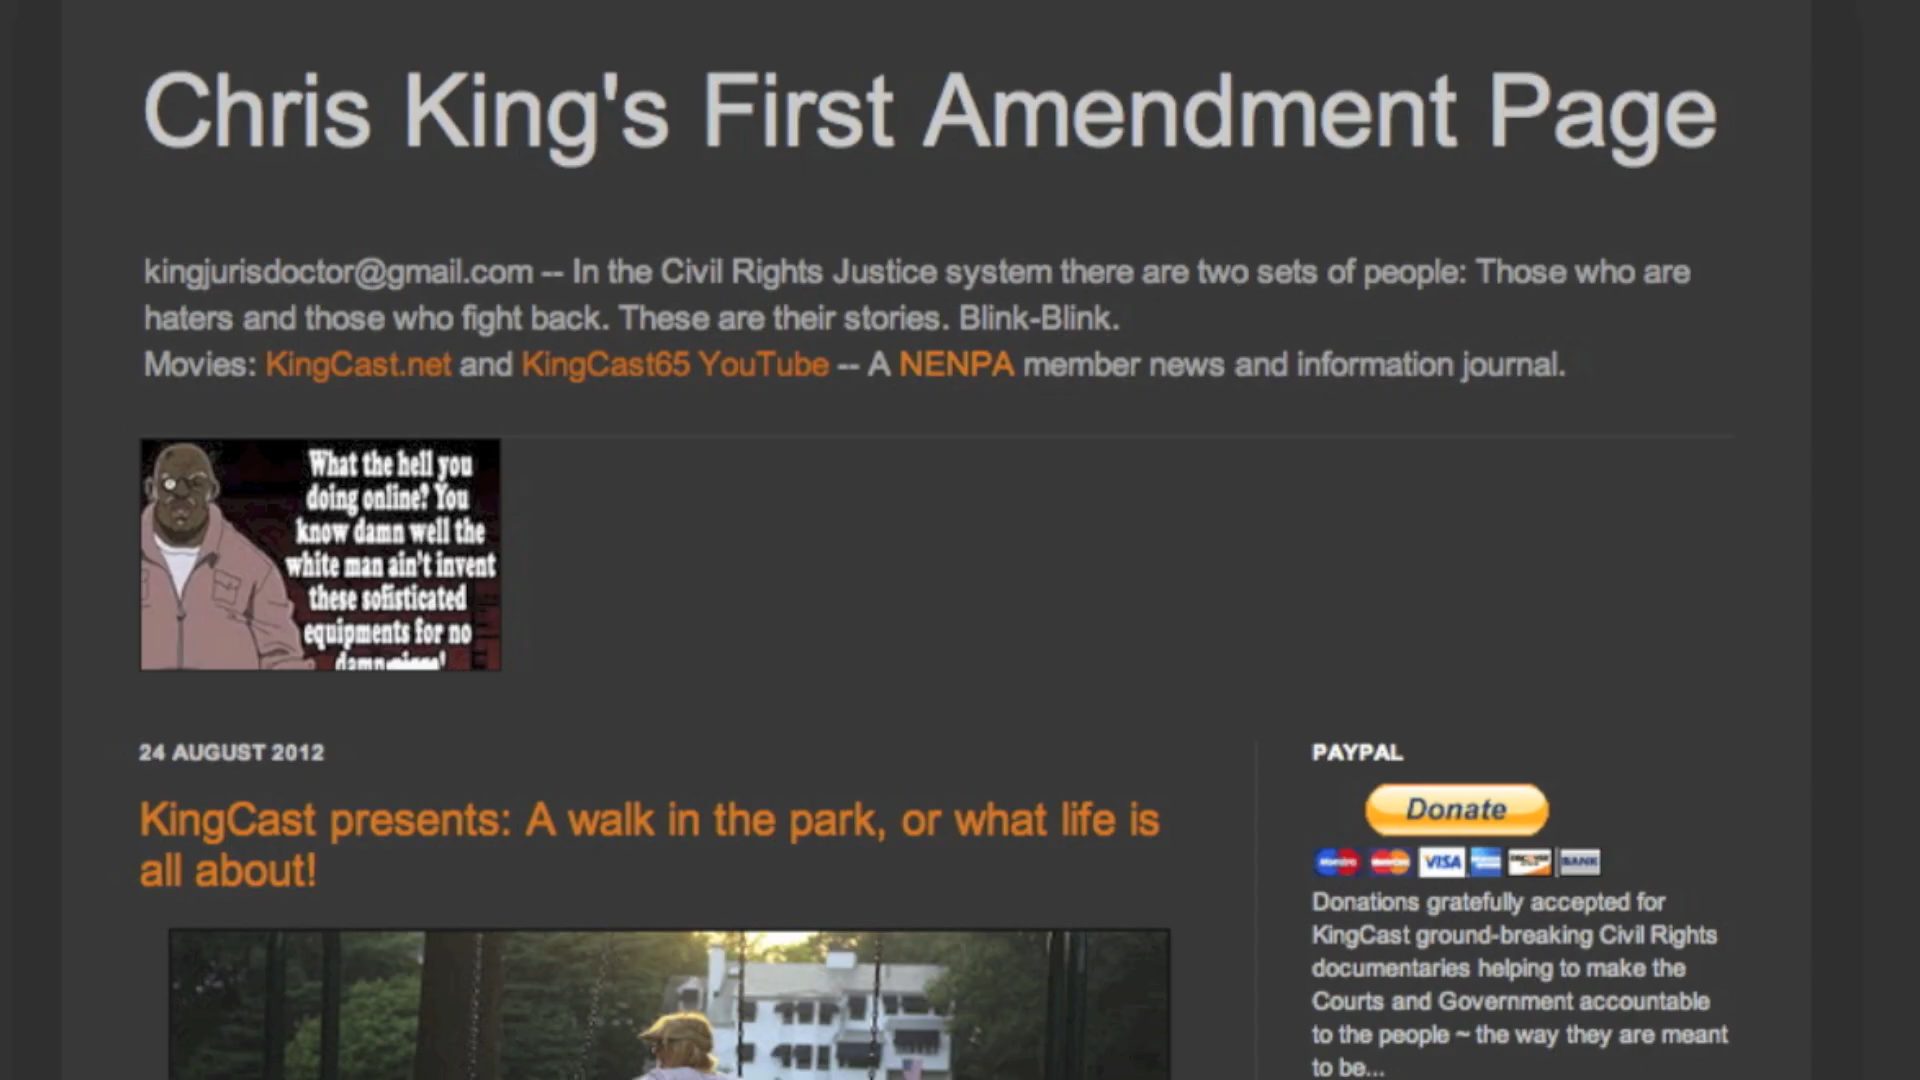 Chris King's First Amendment Page
kingjurisdoctor@gmail.com -- In the Civil Rights Justice system there are two sets of people: Those who are
haters and those who fight back. These are their stories. Blink-Blink.
Movies: KingCast.net and KingCast65 YouTube -- A NENPA member news and information journal.
What the hell you
doing online? You
know damn well the
white man ain't invent
these sofisticated
equipments for no
damn
24 AUGUST 2012
KingCast presents: A walk in the park, or what life is
all about!
PAYPAL
Donate
Maestro VISA BANK
Donations gratefully accepted for
KingCast ground-breaking Civil Rights
documentaries helping to make the
Courts and Government accountable
to the people ~ the way they are meant
to be...